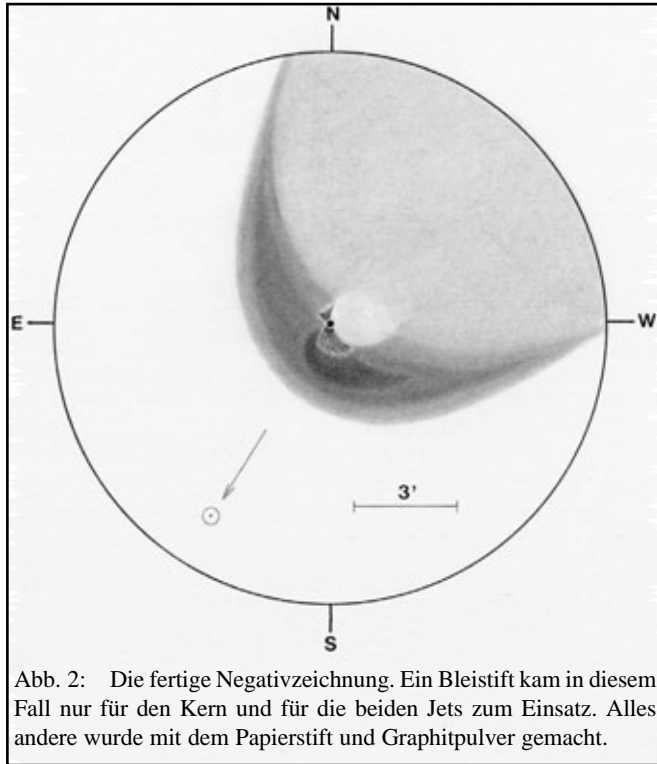 N
E
W
3'
S
Abb. 2: Die fertige Negativzeichnung. Ein Bleistift kam in diesem
Fall nur für den Kern und für die beiden Jets zum Einsatz. Alles
andere wurde mit dem Papierstift und Graphitpulver gemacht.